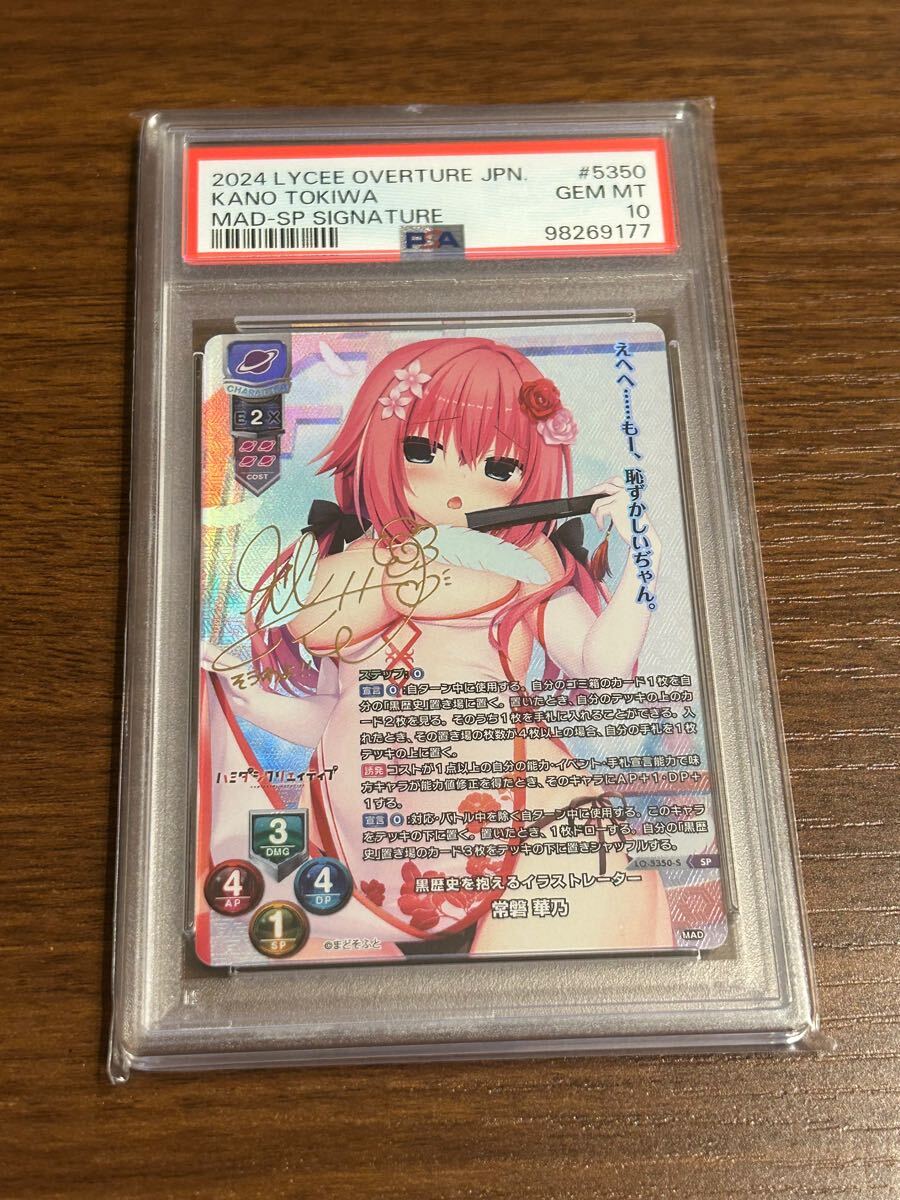 2024 LYCEE OVERTURE JPN.
#5350
KANO TOKIWA
GEM MT
MAD-SP SIGNATURE
10
PSA
98269177
CHARACTER
E2X
COST
えへへ……もー、恥ずかしいぢゃん。
ステップ:0
宣言 0:自ターン中に使用する。自分のゴミ箱のカード1枚を自
分の「黒歴史」置き場に置く。置いたとき、自分のデッキの上のカ
ード2枚を見る。そのうち1枚を手札に入れることができる。入
れたとき、その置き場の枚数が4枚以上の場合、自分の手札を1枚
デッキの上に置く。
誘発 コストが1点以上の自分の能力・イベント・手札宣言能力で味
方キャラが能力値修正を得たとき、そのキャラにAP+1・DP+
1する。
宣言 0:対応・バトル中を除く自ターン中に使用する。このキャラ
をデッキの下に置く。置いたとき、1枚ドローする。自分の「黒歴
史」置き場のカード3枚をデッキの下に置きシャッフルする。
ハミダシクリエイティブ
3
DMG
4
AP
4
DP
1
SP
LO-5350-S SP
黒歴史を抱えるイラストレーター
常磐 華乃
©まどそふと
MAD